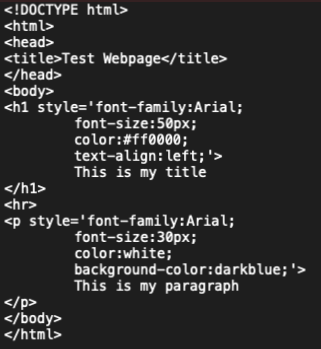 <!DOCTYPE html>
<html>
<head>
<title>Test Webpage</title>
</head>
<body>
<h1 style='font-family:Arial;
        font-size:50px;
        color:#ff0000;
        text-align:left;'>
        This is my title
</h1>
<hr>
<p style='font-family:Arial;
        font-size:30px;
        color:white;
        background-color:darkblue;'>
        This is my paragraph
</p>
</body>
</html>